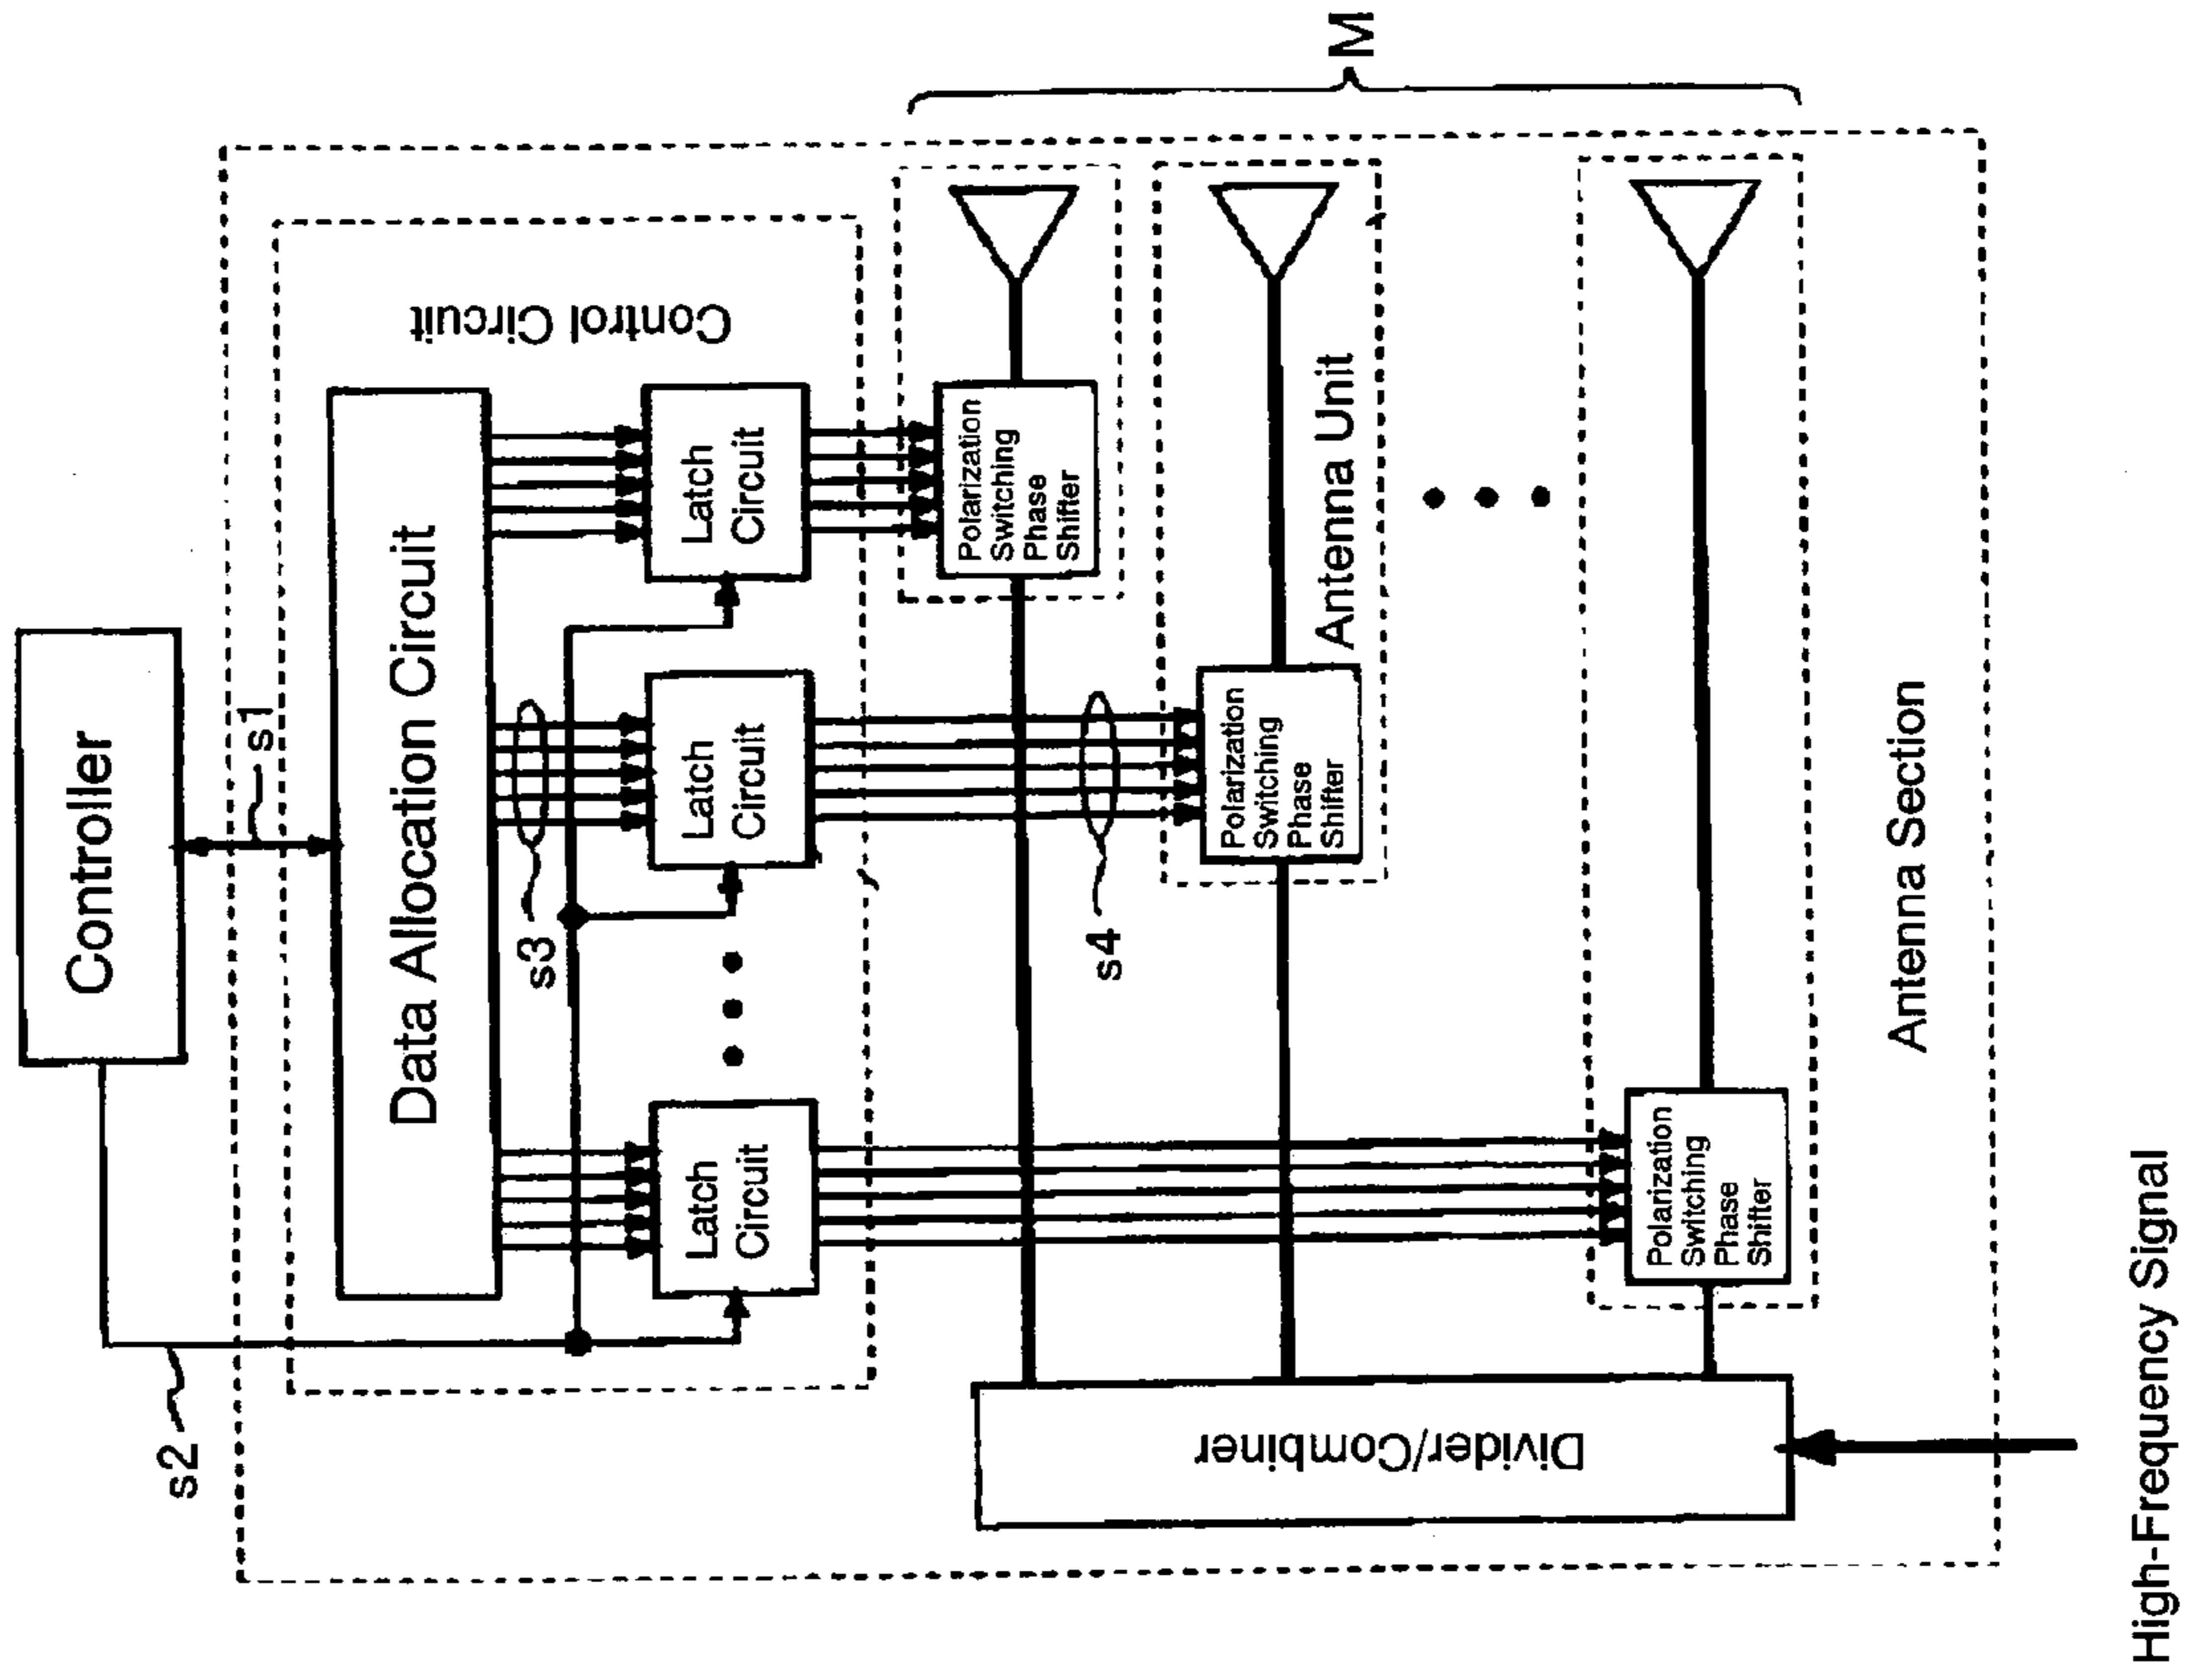 Controller
s1
s2
Data Allocation Circuit
Control Circuit
s3
Latch
Circuit
Latch
Circuit
Latch
Circuit
s4
Polarization
Switching
Phase
Shifter
Polarization
Switching
Phase
Shifter
Antenna Unit
Polarization
Switching
Phase
Shifter
M
Divider/Combiner
Antenna Section
High-Frequency Signal